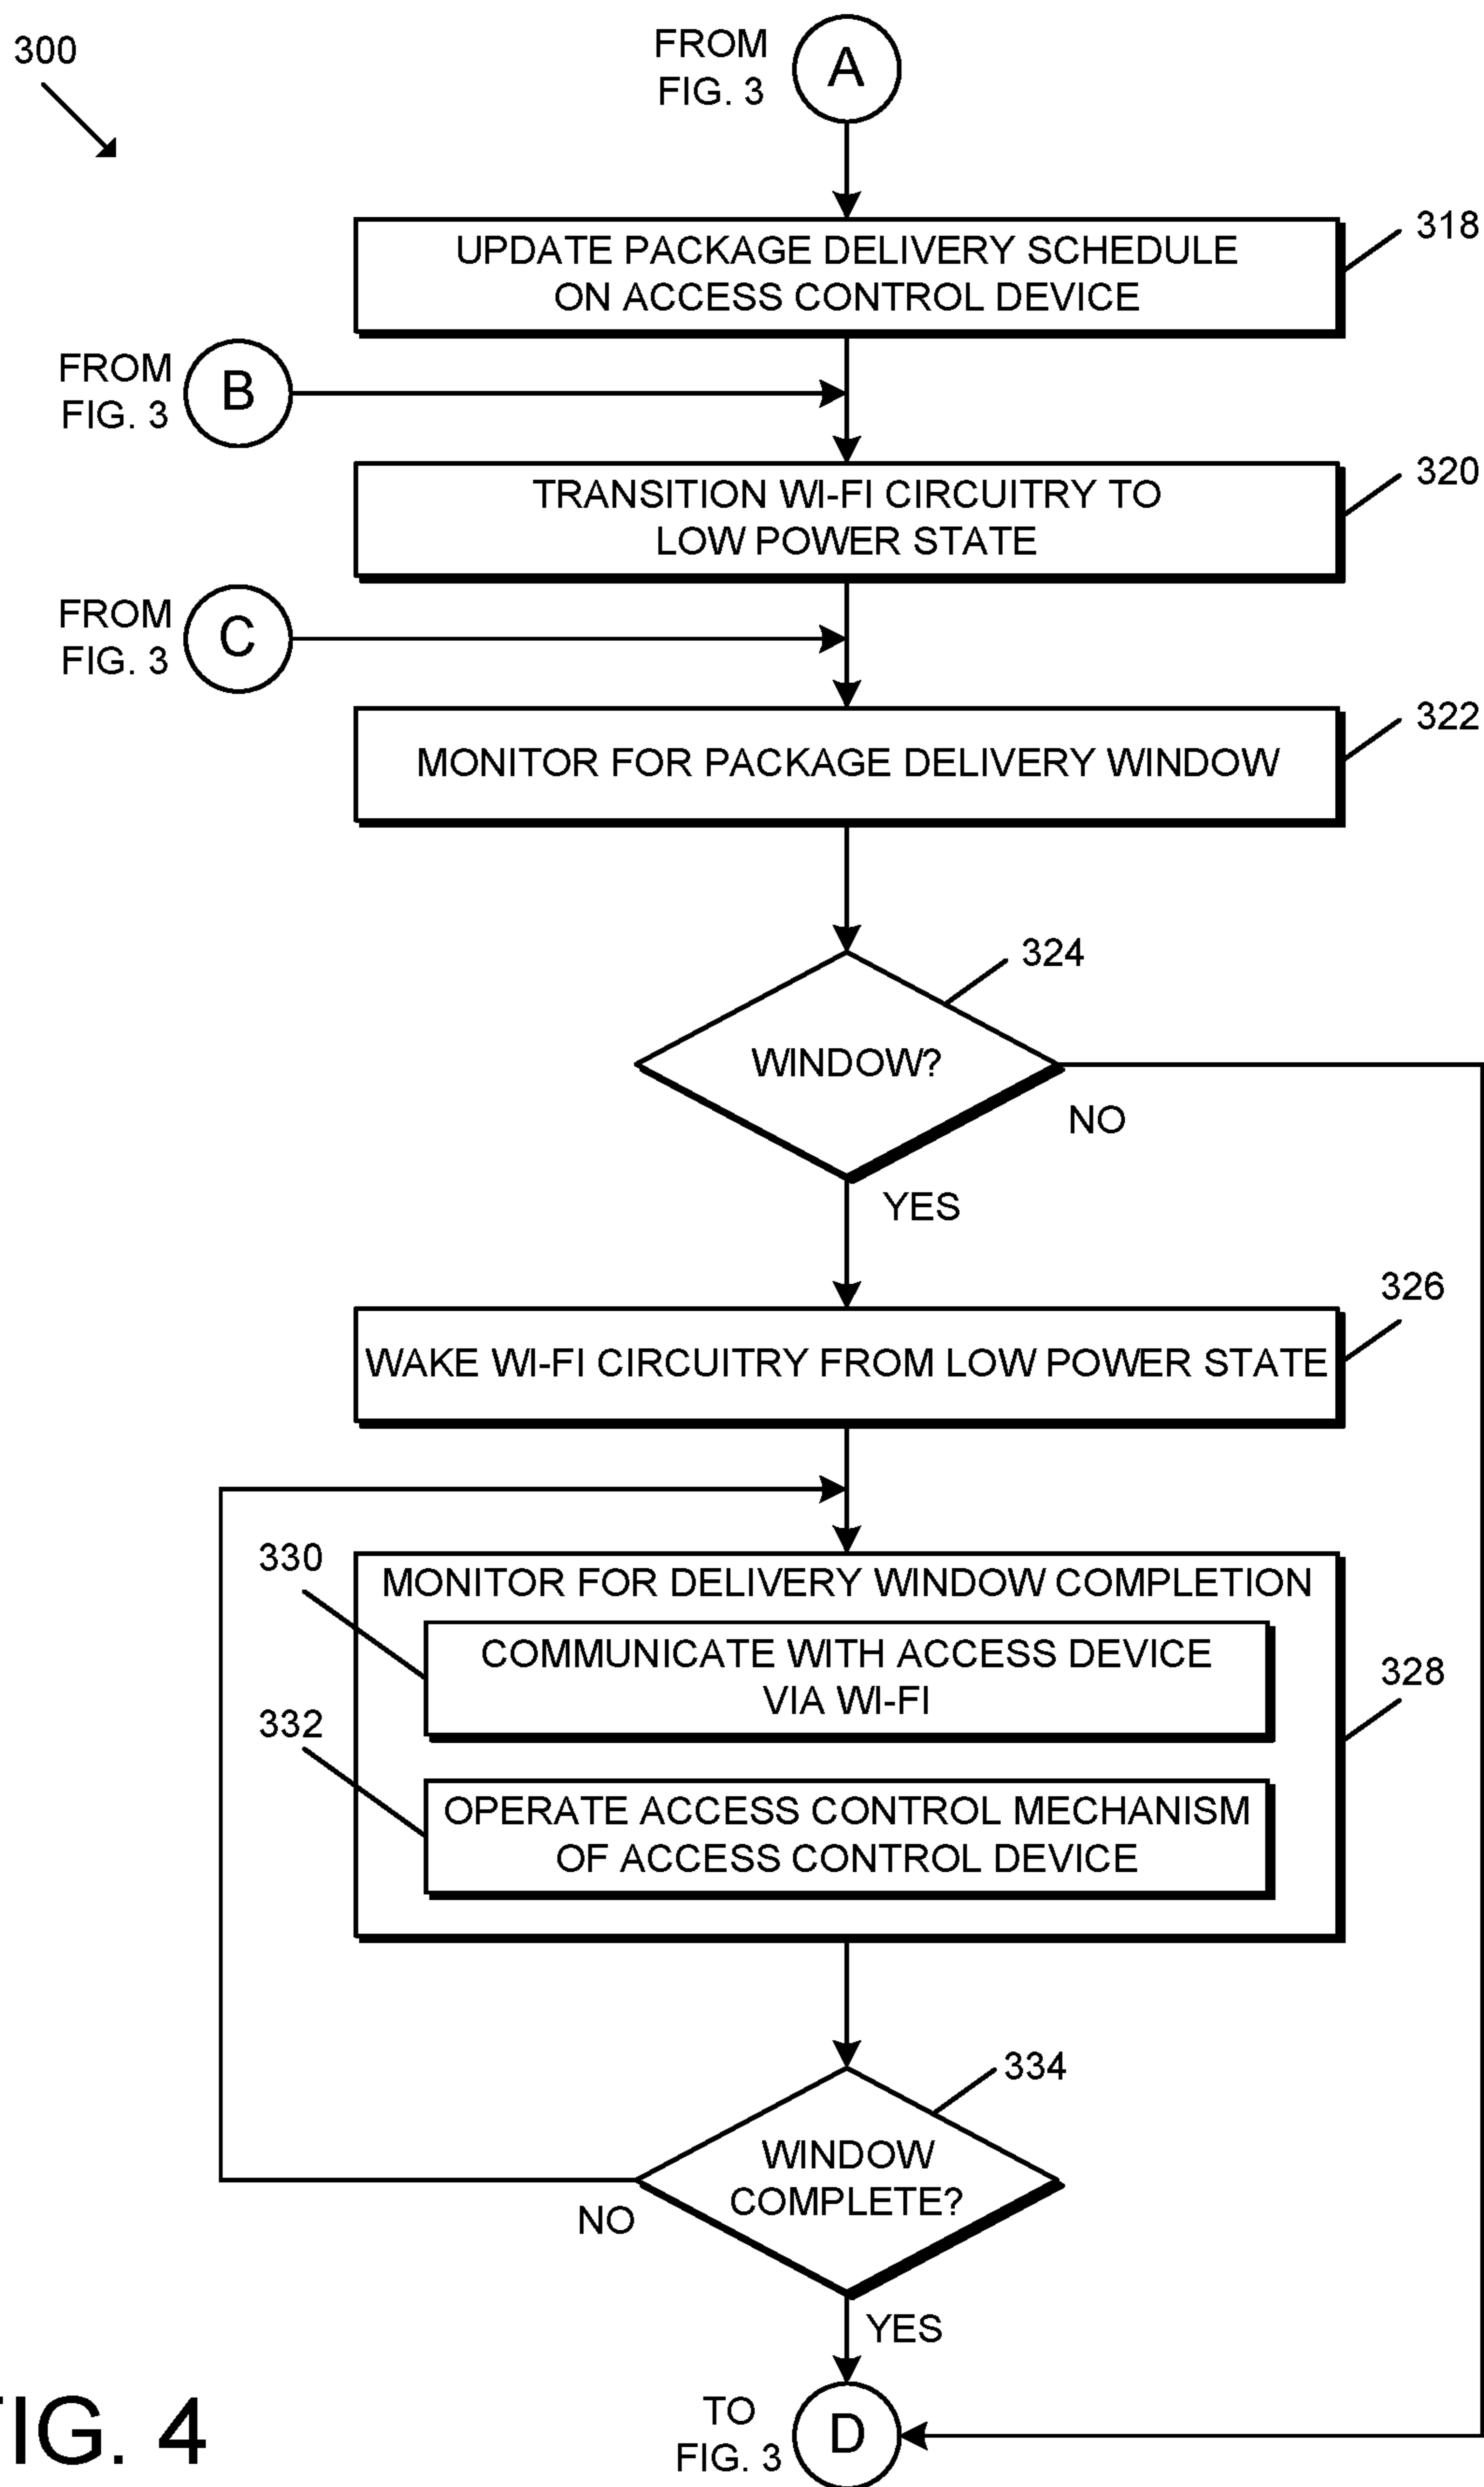 300
FROM
FIG. 3
A
UPDATE PACKAGE DELIVERY SCHEDULE
ON ACCESS CONTROL DEVICE
318
FROM
FIG. 3
B
TRANSITION WI-FI CIRCUITRY TO
LOW POWER STATE
320
FROM
FIG. 3
C
MONITOR FOR PACKAGE DELIVERY WINDOW
322
324
WINDOW?
NO
YES
326
WAKE WI-FI CIRCUITRY FROM LOW POWER STATE
330
MONITOR FOR DELIVERY WINDOW COMPLETION
COMMUNICATE WITH ACCESS DEVICE
VIA WI-FI
328
332
OPERATE ACCESS CONTROL MECHANISM
OF ACCESS CONTROL DEVICE
334
WINDOW
COMPLETE?
NO
YES
TO
FIG. 3
D
IG. 4